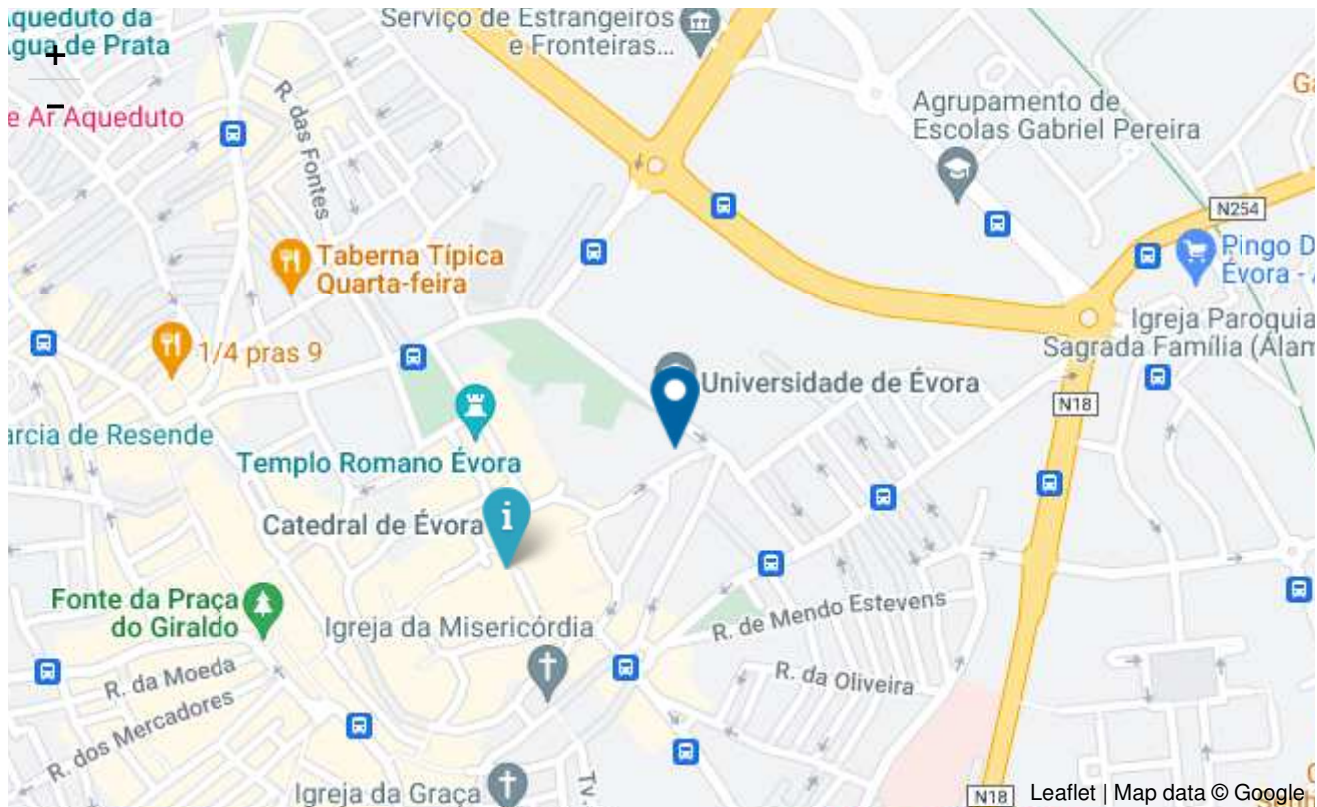 queduto da
gua de Prata
+
−
e Ar Aqueduto
Serviço de Estrangeiros
e Fronteiras...
R. das Fontes
Agrupamento de
Escolas Gabriel Pereira
Ga
N254
Pingo D
Évora - A
Taberna Típica
Quarta-feira
1/4 pras 9
Igreja Paroquia
Sagrada Família (Álam
Universidade de Évora
N18
arcia de Resende
Templo Romano Évora
Catedral de Évora
i
Fonte da Praça
do Giraldo
Igreja da Misericórdia
R. de Mendo Estevens
R. da Moeda
R. da Oliveira
R. dos Mercadores
Igreja da Graça
Tv.
N18
Leaflet | Map data © Google